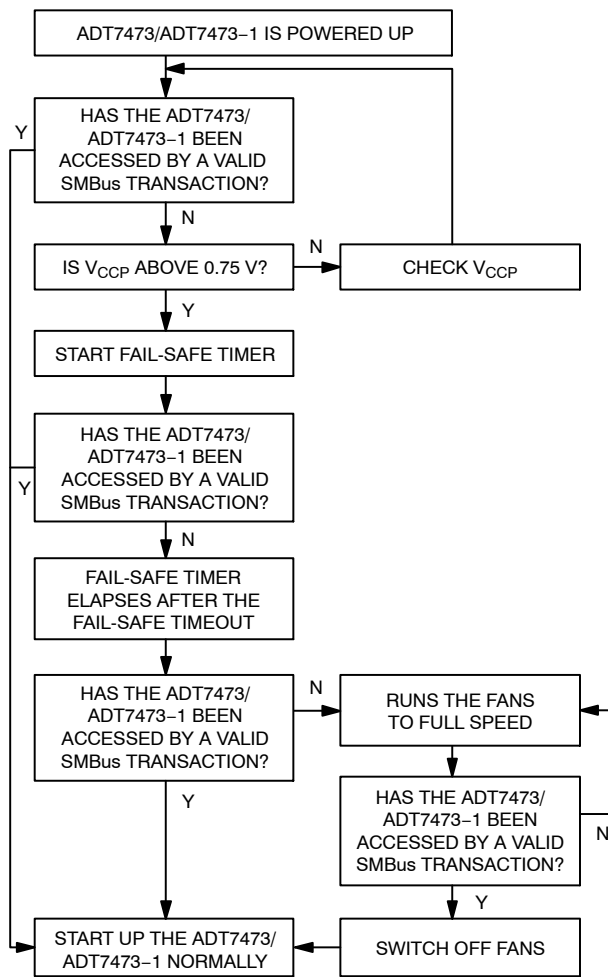 ADT7473/ADT7473−1 IS POWERED UP
Y
HAS THE ADT7473/
ADT7473−1 BEEN
ACCESSED BY A VALID
SMBus TRANSACTION?
N
IS VCCP ABOVE 0.75 V?
N
CHECK VCCP
Y
START FAIL-SAFE TIMER
HAS THE ADT7473/
ADT7473−1 BEEN
ACCESSED BY A VALID
SMBus TRANSACTION?
Y
N
FAIL-SAFE TIMER
ELAPSES AFTER THE
FAIL-SAFE TIMEOUT
HAS THE ADT7473/
ADT7473−1 BEEN
ACCESSED BY A VALID
SMBus TRANSACTION?
N
RUNS THE FANS
TO FULL SPEED
Y
HAS THE ADT7473/
ADT7473−1 BEEN
ACCESSED BY A VALID
SMBus TRANSACTION?
N
Y
START UP THE ADT7473/
ADT7473−1 NORMALLY
SWITCH OFF FANS